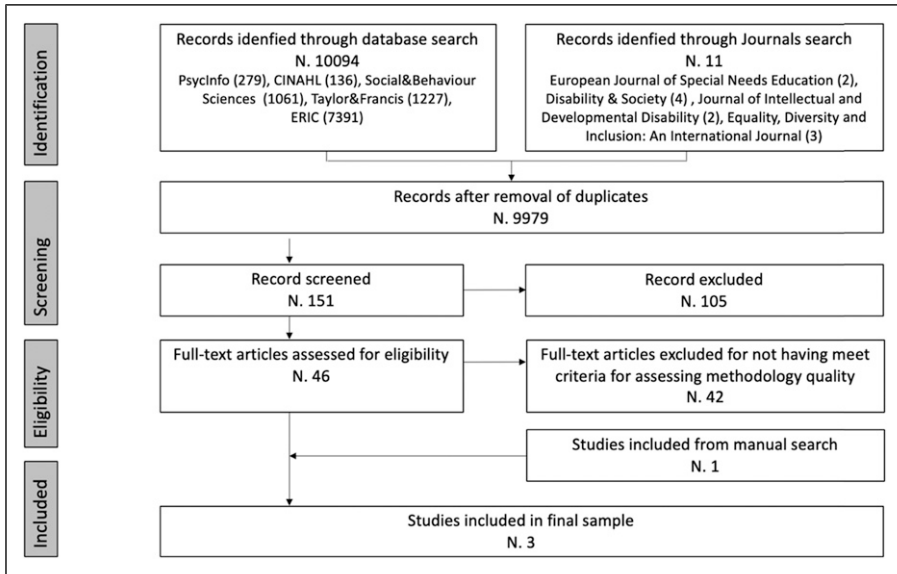 Identification
Records idenfied through database search
N. 10094
PsycInfo (279), CINAHL (136), Social&Behaviour
Sciences (1061), Taylor&Francis (1227),
ERIC (7391)
Records idenfied through Journals search
N. 11
European Journal of Special Needs Education (2),
Disability & Society (4) , Journal of Intellectual and
Developmental Disability (2), Equality, Diversity and
Inclusion: An International Journal (3)
Screening
Records after removal of duplicates
N. 9979
Record screened
N. 151
Record excluded
N. 105
Eligibility
Full-text articles assessed for eligibility
N. 46
Full-text articles excluded for not having meet
criteria for assessing methodology quality
N. 42
Studies included from manual search
N. 1
Included
Studies included in final sample
N. 3